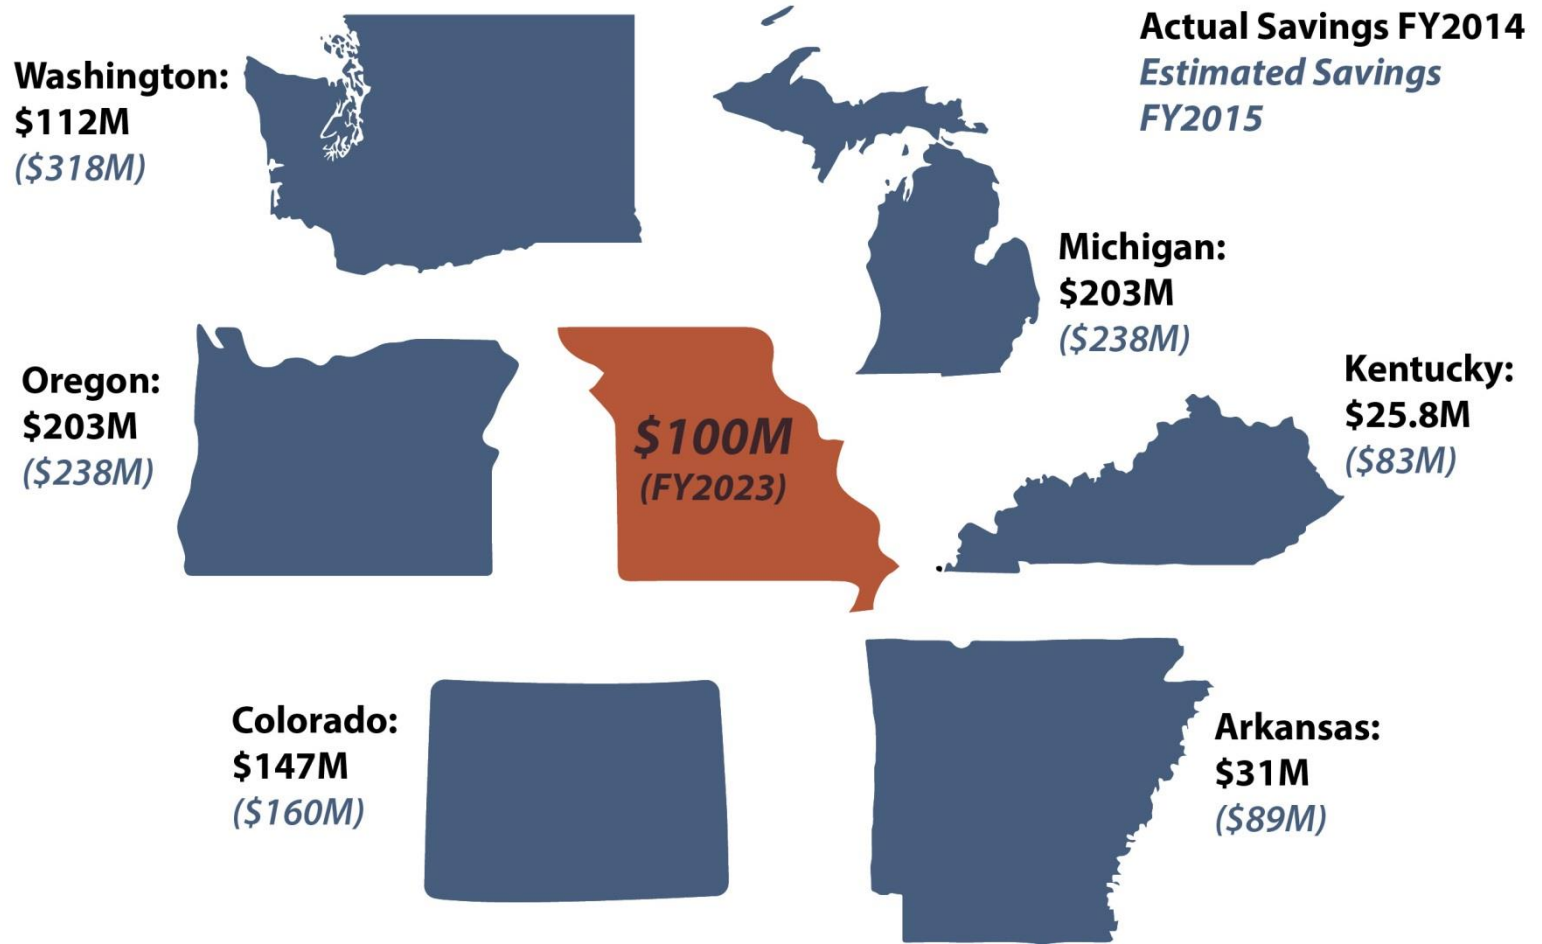 Actual Savings FY2014
Estimated Savings
FY2015
Washington:
$112M
($318M)
Michigan:
$203M
($238M)
Oregon:
$203M
($238M)
$100M
(FY2023)
Kentucky:
$25.8M
($83M)
Colorado:
$147M
($160M)
Arkansas:
$31M
($89M)